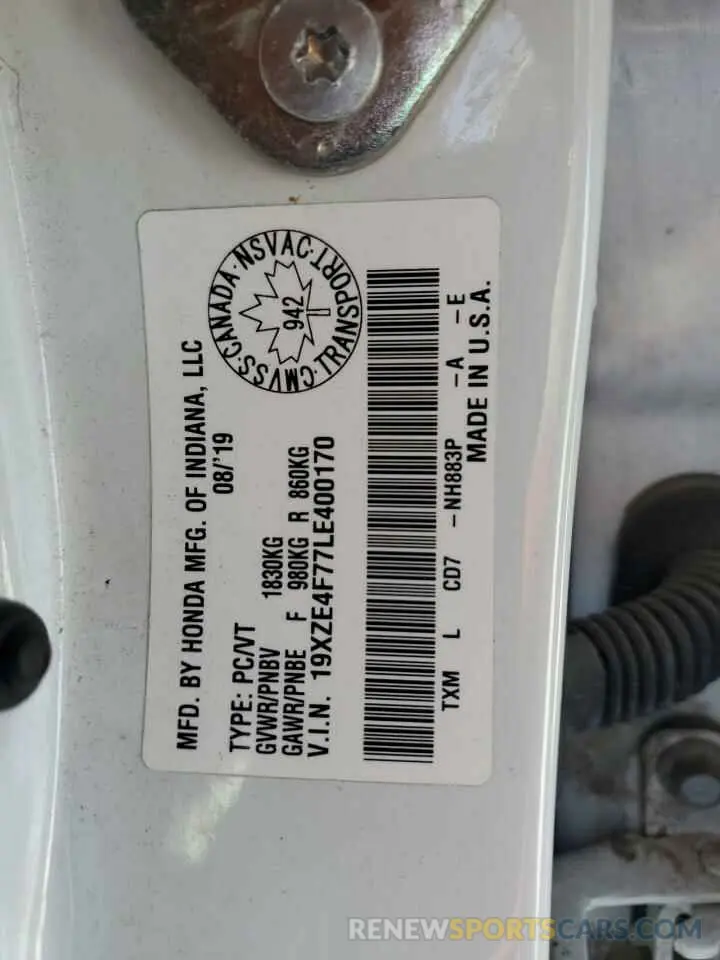 MFD. BY HONDA MFG. OF INDIANA, LLC
08/'19
CMVSS·CANADA·NSVAC·TRANSPORT·
942
TYPE: PC/VT
GVWR/PNBV 1830KG
GAWR/PNBE F 980KG R 860KG
V.I.N. 19XZE4F77LE400170
TXM L CD7 -NH883P -A -E
MADE IN U.S.A.
RENEWSPORTSCARS.COM